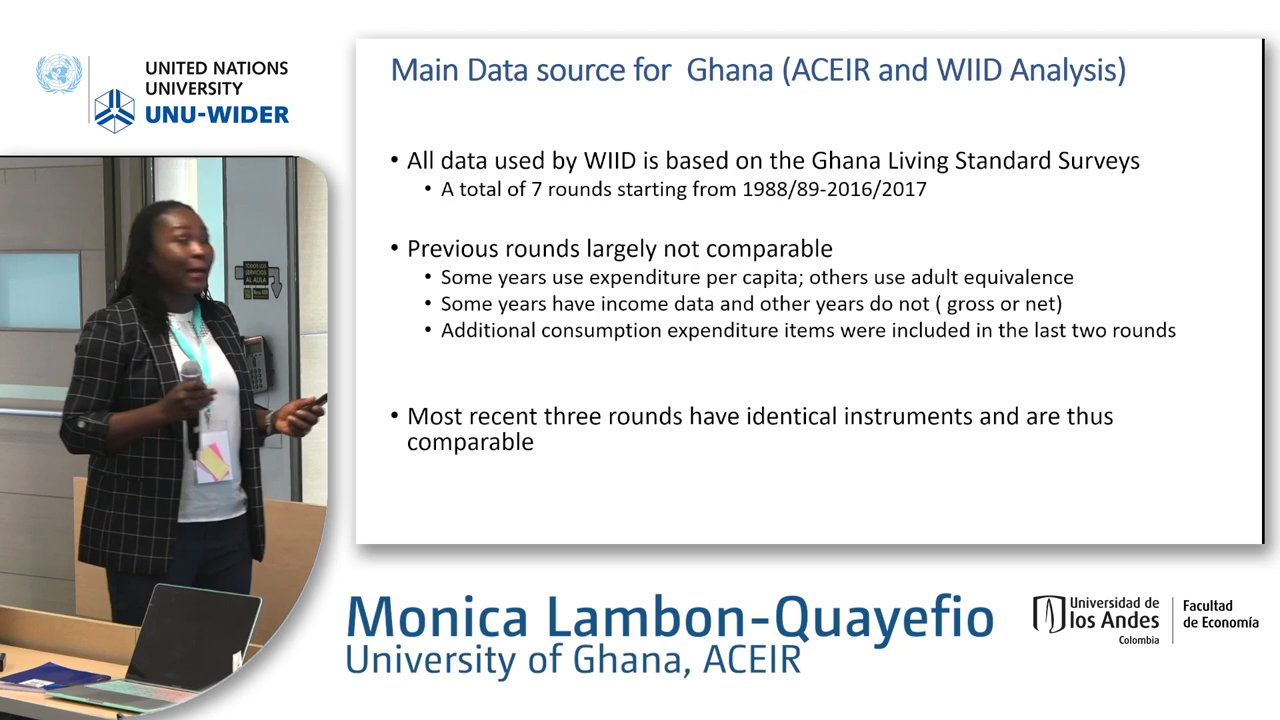 UNITED NATIONS
UNIVERSITY
UNU-WIDER
Main Data source for Ghana (ACEIR and WIID Analysis)
• All data used by WIID is based on the Ghana Living Standard Surveys
• A total of 7 rounds starting from 1988/89-2016/2017
• Previous rounds largely not comparable
• Some years use expenditure per capita; others use adult equivalence
• Some years have income data and other years do not ( gross or net)
• Additional consumption expenditure items were included in the last two rounds
• Most recent three rounds have identical instruments and are thus
comparable
TODOS LOS
SERVICIOS
AL AULA
Monica Lambon-Quayefio
University of Ghana, ACEIR
Universidad de
los Andes
Colombia
Facultad
de Economía